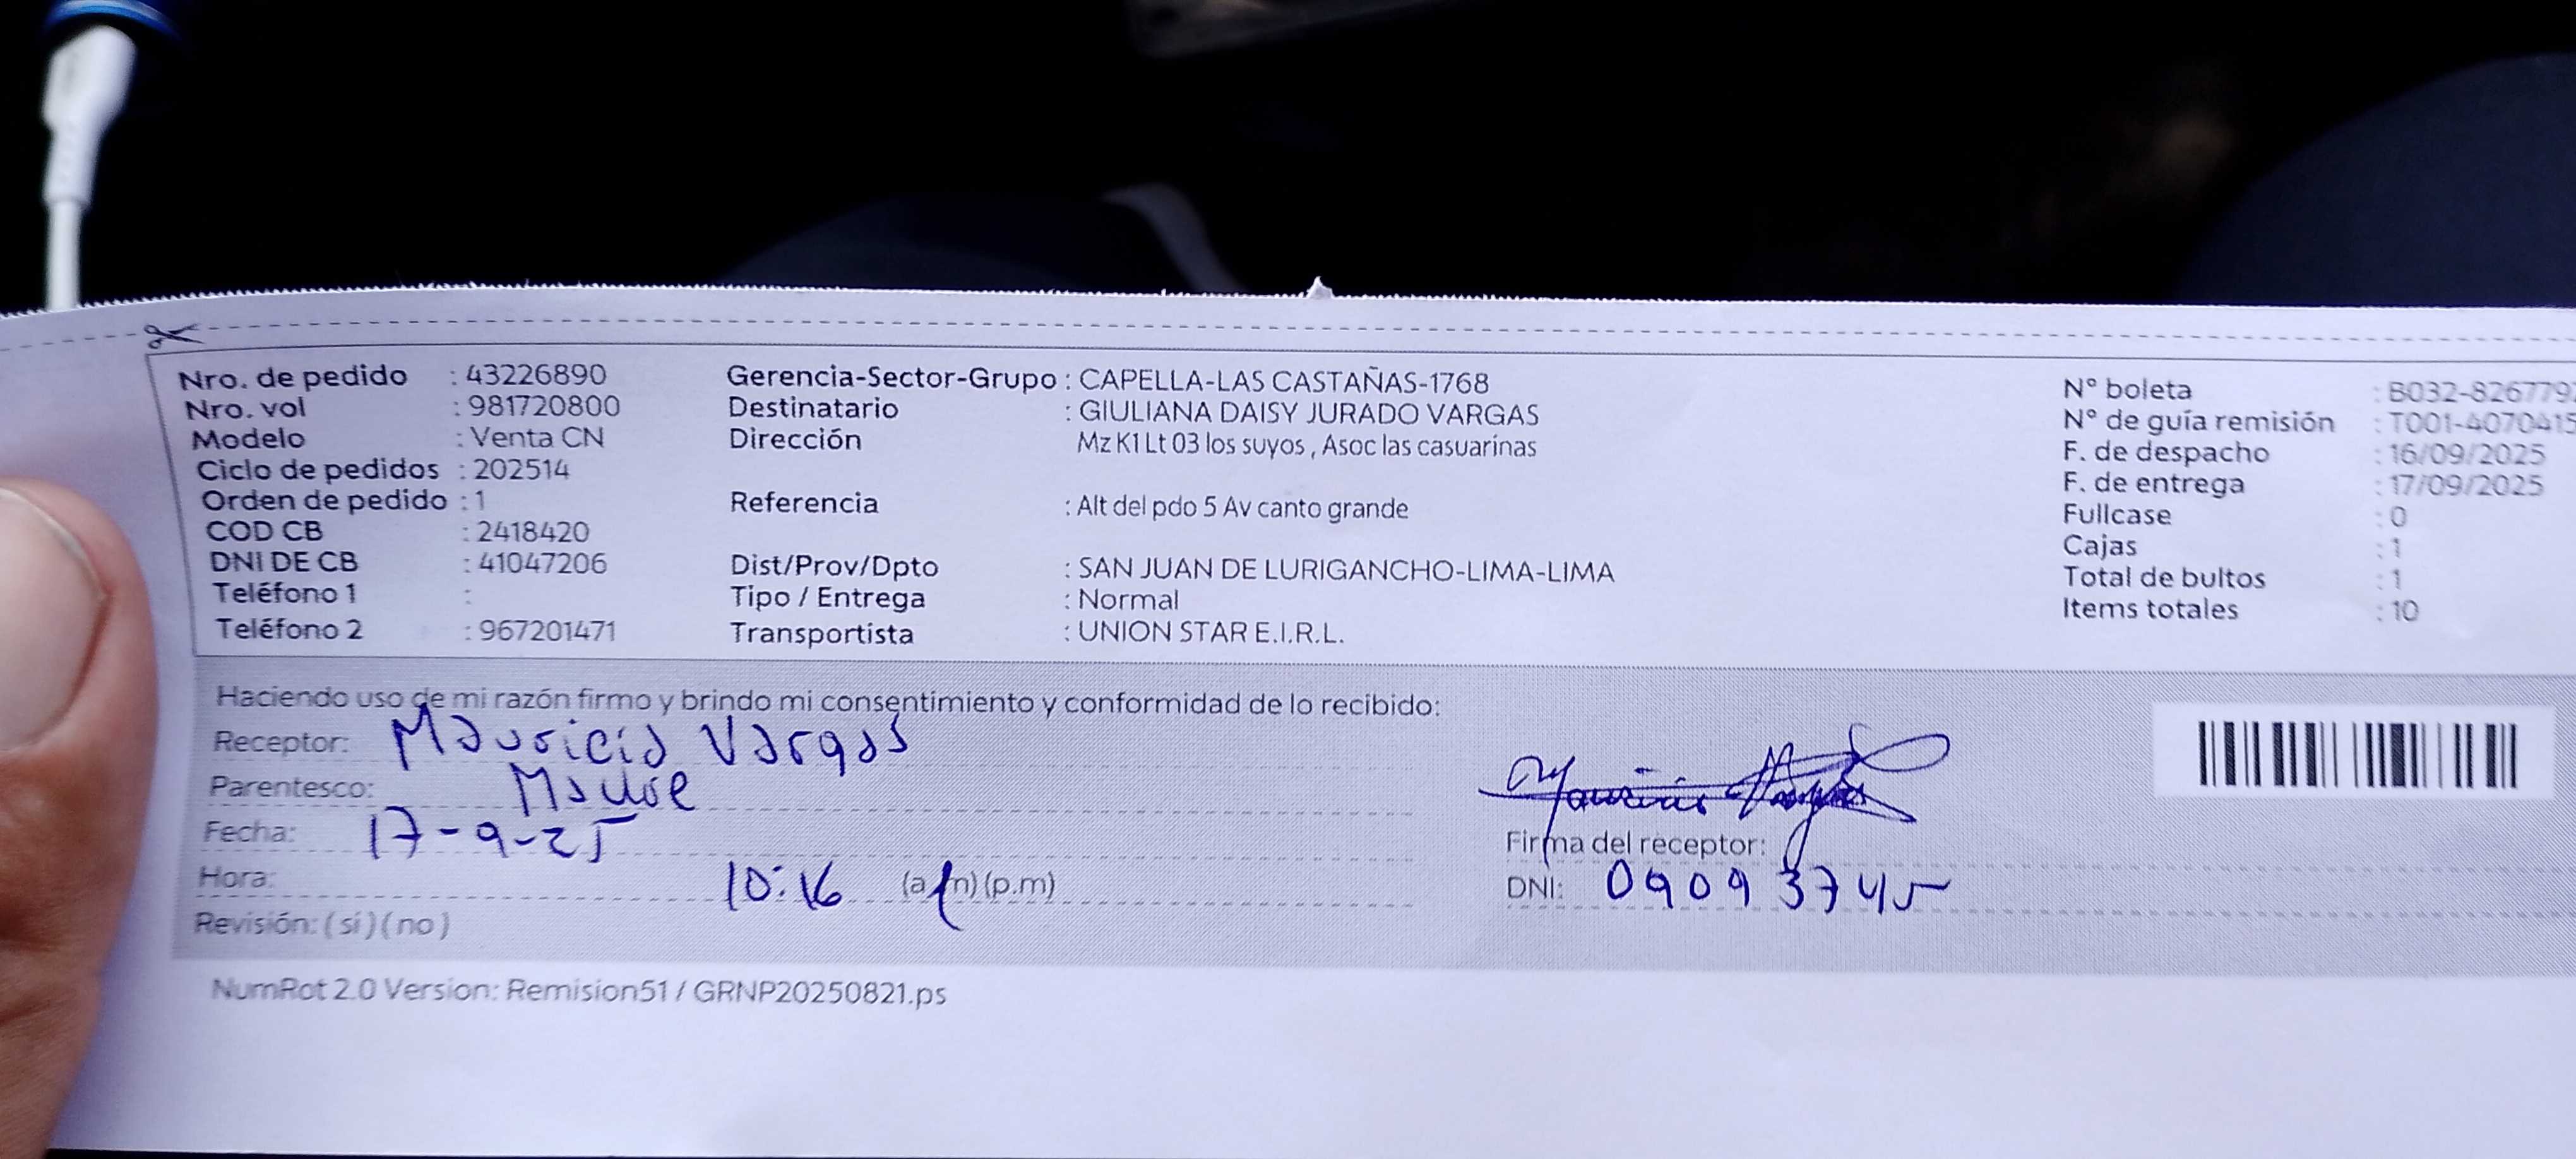 Nro. de pedido : 43226890
Nro. vol : 981720800
Modelo : Venta CN
Ciclo de pedidos : 202514
Orden de pedido : 1
COD CB : 2418420
DNI DE CB : 41047206
Teléfono 1 :
Teléfono 2 : 967201471
Gerencia-Sector-Grupo : CAPELLA-LAS CASTAÑAS-1768
Destinatario : GIULIANA DAISY JURADO VARGAS
Dirección Mz K1 Lt 03 los suyos , Asoc las casuarinas
Referencia : Alt del pdo 5 Av canto grande
Dist/Prov/Dpto : SAN JUAN DE LURIGANCHO-LIMA-LIMA
Tipo / Entrega : Normal
Transportista : UNION STAR E.I.R.L.
N° boleta : B032-8267792
N° de guía remisión : T001-4070415
F. de despacho : 16/09/2025
F. de entrega : 17/09/2025
Fullcase : 0
Cajas : 1
Total de bultos : 1
Items totales : 10
Haciendo uso de mi razón firmo y brindo mi consentimiento y conformidad de lo recibido:
Receptor: Mauricia Vargas
Parentesco: Madre
Fecha: 17-9-25
Hora: 10:16 (a.m) (p.m)
Revisión: ( sí ) ( no )
Firma del receptor:
DNI: 09093745
NumRot 2.0 Version: Remision51 / GRNP20250821.ps